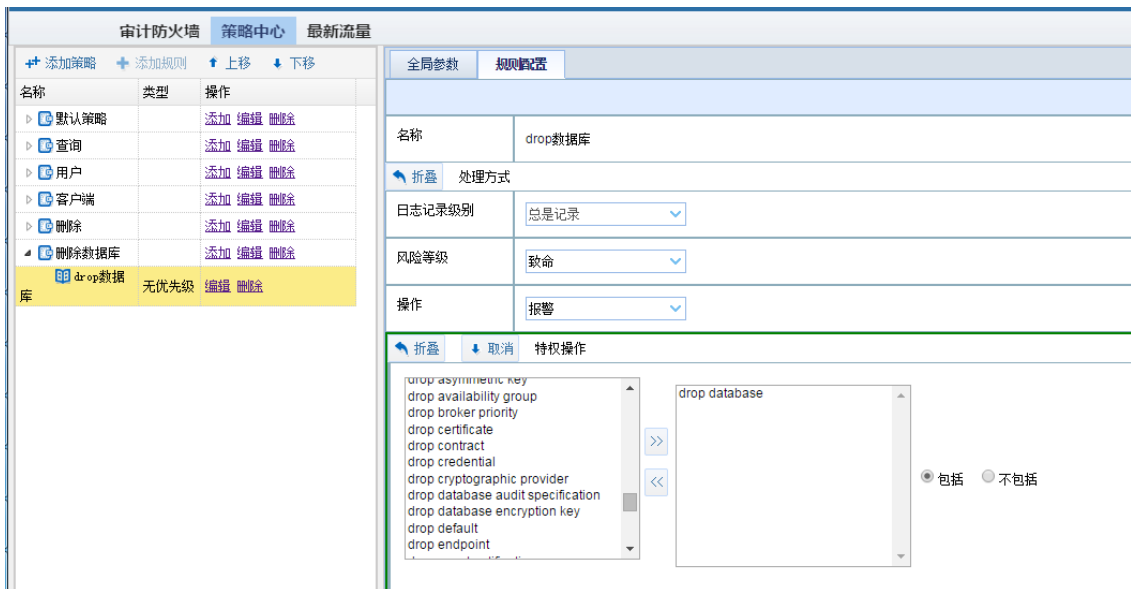 审计防火墙 策略中心 最新流量
添加策略 添加规则 上移 下移
名称 类型 操作
默认策略 添加 编辑 删除
查询 添加 编辑 删除
用户 添加 编辑 删除
客户端 添加 编辑 删除
删除 添加 编辑 删除
删除数据库 添加 编辑 删除
drop数据
库 无优先级 编辑 删除
全局参数 规则配置
名称 drop数据库
折叠 处理方式
日志记录级别 总是记录
风险等级 致命
操作 报警
折叠 取消 特权操作
drop asymmetric key
drop availability group
drop broker priority
drop certificate
drop contract
drop credential
drop cryptographic provider
drop database audit specification
drop database encryption key
drop default
drop endpoint
>>
<<
drop database
包括 不包括